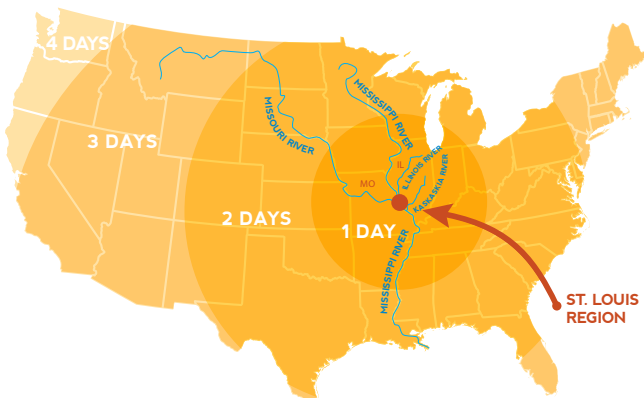 4 DAYS
3 DAYS
2 DAYS
1 DAY
MISSOURI RIVER
MISSISSIPPI RIVER
IL
MO
ILLINOIS RIVER
KASKASKIA RIVER
MISSISSIPPI RIVER
ST. LOUIS
REGION